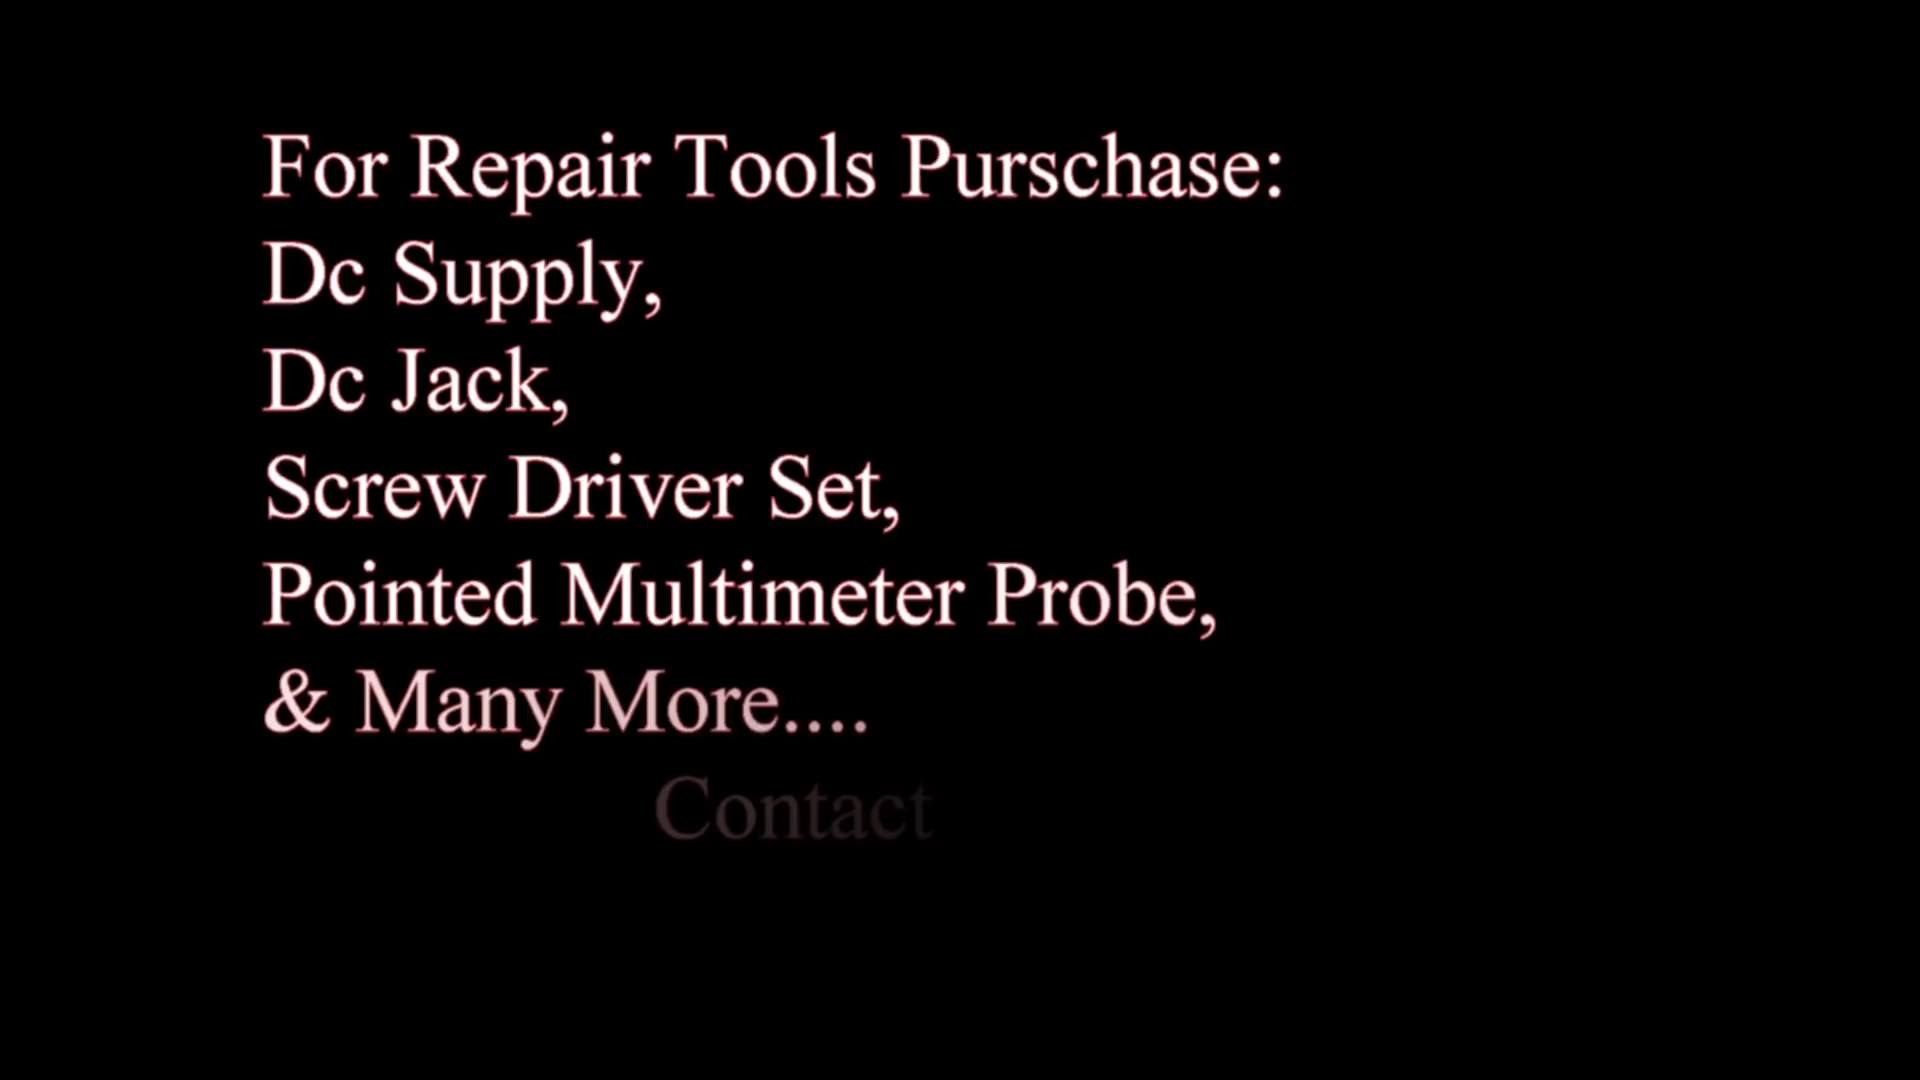 For Repair Tools Purschase:
Dc Supply,
Dc Jack,
Screw Driver Set,
Pointed Multimeter Probe,
& Many More....
Contact